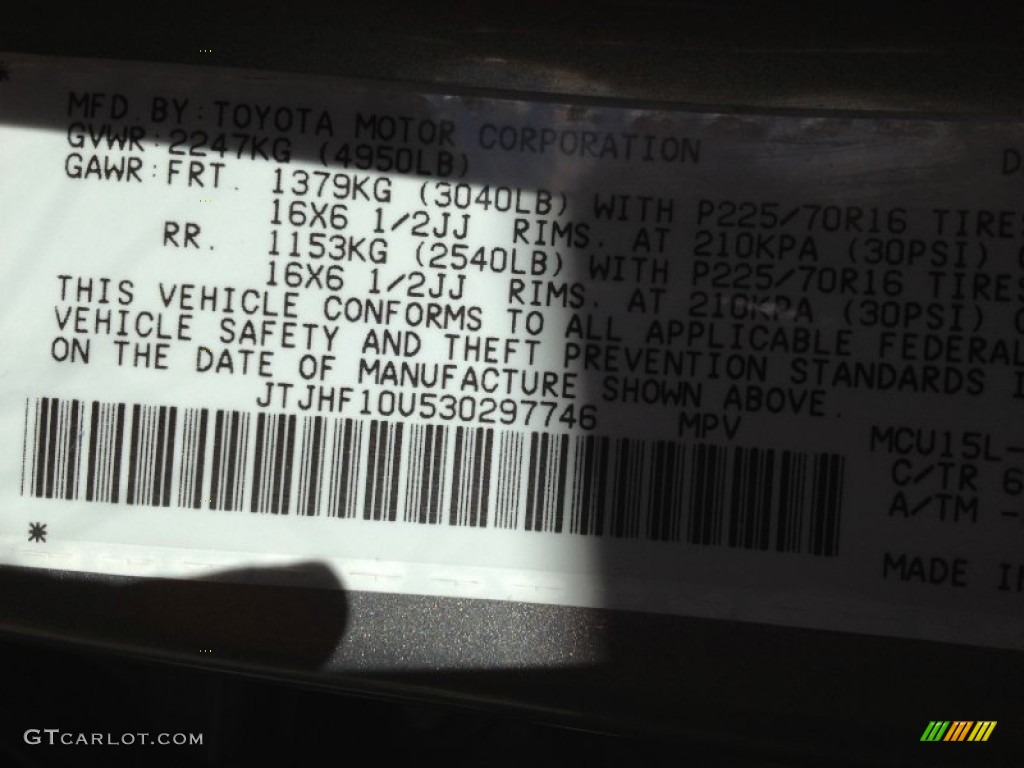 MFD. BY: TOYOTA MOTOR CORPORATION D
GVWR: 2247KG (4950LB)
GAWR: FRT. 1379KG (3040LB) WITH P225/70R16 TIRES
16X6 1/2JJ RIMS. AT 210KPA (30PSI) (
RR. 1153KG (2540LB) WITH P225/70R16 TIRES
16X6 1/2JJ RIMS. AT 210KPA (30PSI) (
THIS VEHICLE CONFORMS TO ALL APPLICABLE FEDERAL
VEHICLE SAFETY AND THEFT PREVENTION STANDARDS I
ON THE DATE OF MANUFACTURE SHOWN ABOVE.
JTJHF10U530297746 MPV
MCU15L-
C/TR 6
A/TM -
*
MADE IN
GTCARLOT.COM